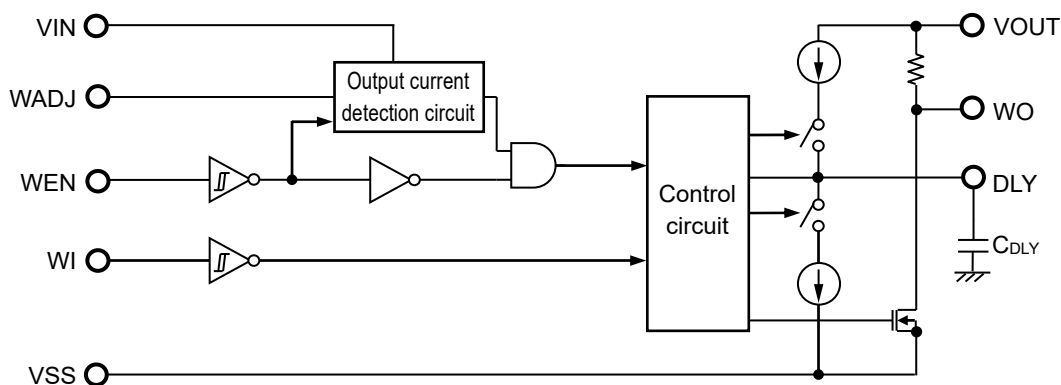 VIN
VOUT
Output current
detection circuit
WADJ
WO
WEN
DLY
Control
circuit
WI
CDLY
VSS